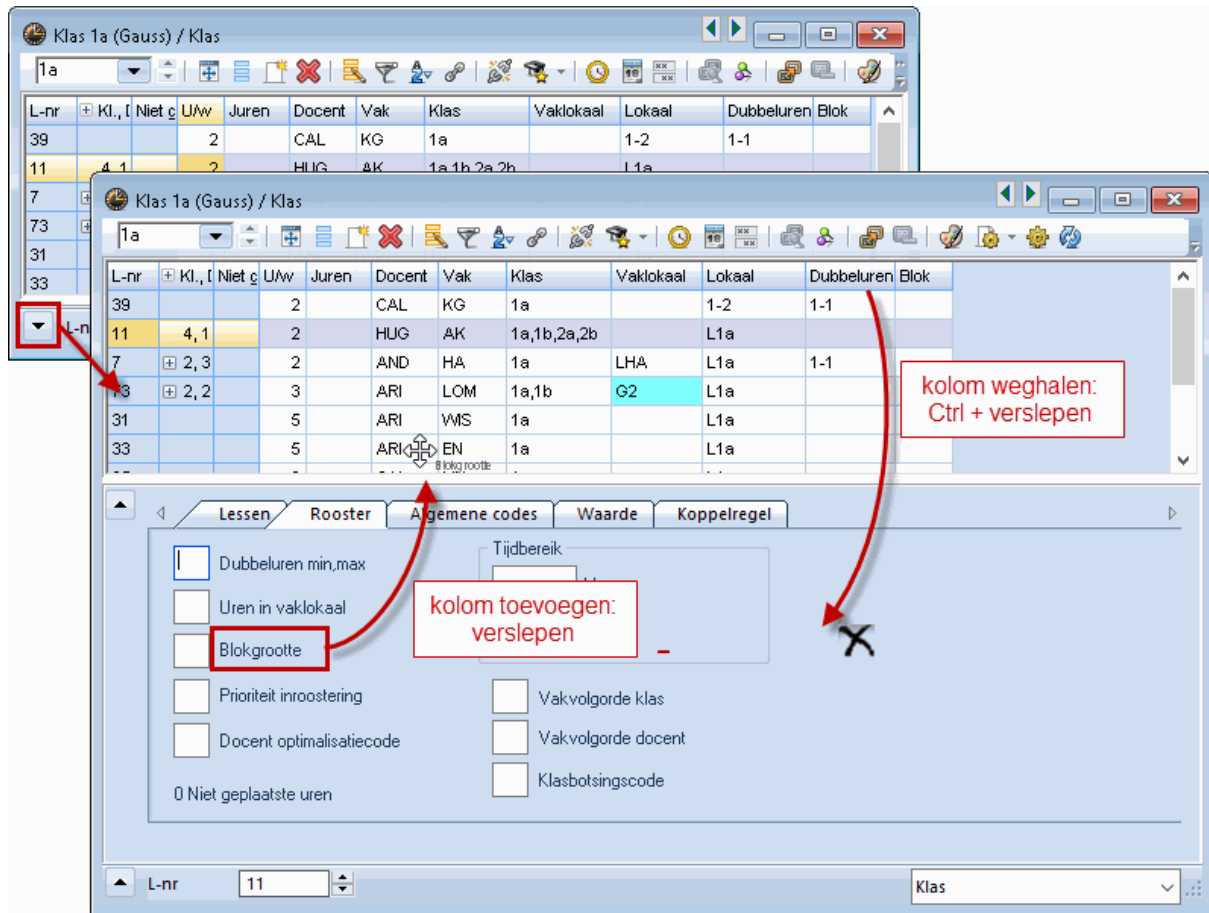 Klas 1a (Gauss) / Klas
1a
L-nr Kl., Niet g U/w Juren Docent Vak Klas Vaklokaal Lokaal Dubbeluren Blok
39 2 CAL KG 1a 1-2 1-1
11 4, 1 2 HUG AK 1a,1b,2a,2b L1a
7
73
31
33
L-n
Klas 1a (Gauss) / Klas
1a
L-nr Kl., Niet g U/w Juren Docent Vak Klas Vaklokaal Lokaal Dubbeluren Blok
39 2 CAL KG 1a 1-2 1-1
11 4, 1 2 HUG AK 1a,1b,2a,2b L1a
7 2, 3 2 AND HA 1a LHA L1a 1-1
73 2, 2 3 ARI LOM 1a,1b G2 L1a
31 5 ARI WIS 1a L1a
33 5 ARI EN 1a L1a
Blokgrootte
kolom weghalen:
Ctrl + verslepen
Lessen Rooster Algemene codes Waarde Koppelregel
Dubbeluren min,max
Tijdbereik
Uren in vaklokaal
kolom toevoegen:
verslepen
Blokgrootte
Prioriteit inroostering
Vakvolgorde klas
Docent optimalisatiecode
Vakvolgorde docent
Klasbotsingscode
0 Niet geplaatste uren
L-nr 11 Klas